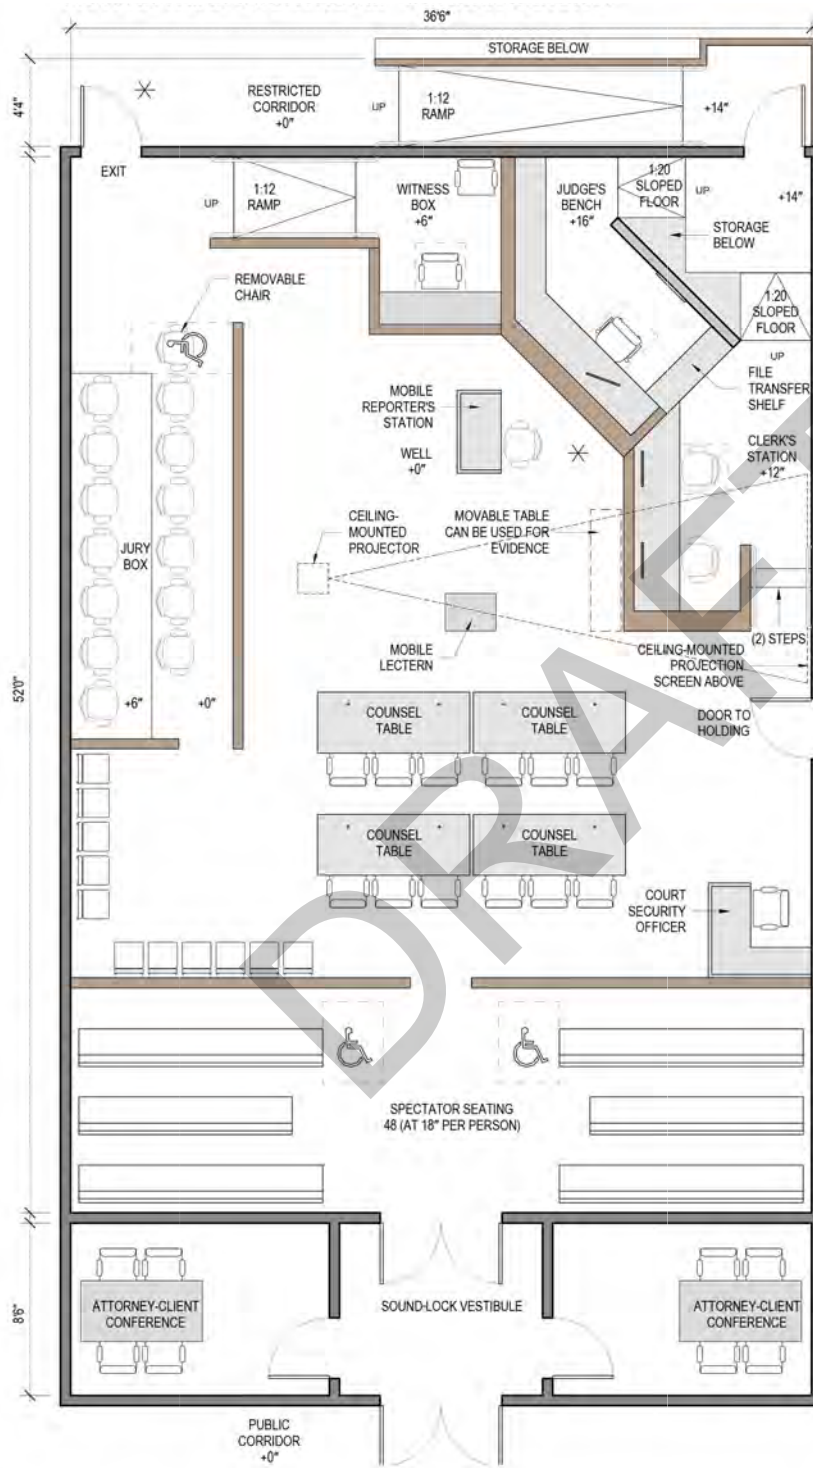 36'6"
STORAGE BELOW
4'4"
RESTRICTED
CORRIDOR
+0"
UP
1:12
RAMP
+14"
EXIT
UP
1:12
RAMP
WITNESS
BOX
+6"
JUDGE'S
BENCH
+16"
1:20
SLOPED
FLOOR
UP
+14"
STORAGE
BELOW
REMOVABLE
CHAIR
1:20
SLOPED
FLOOR
UP
FILE
TRANSFER
SHELF
MOBILE
REPORTER'S
STATION
WELL
+0"
CLERK'S
STATION
+12"
CEILING-
MOUNTED
PROJECTOR
MOVABLE TABLE
CAN BE USED FOR
EVIDENCE
JURY
BOX
MOBILE
LECTERN
(2) STEPS
CEILING-MOUNTED
PROJECTION
SCREEN ABOVE
52'0"
+6"
+0"
COUNSEL
TABLE
COUNSEL
TABLE
DOOR TO
HOLDING
COUNSEL
TABLE
COUNSEL
TABLE
COURT
SECURITY
OFFICER
SPECTATOR SEATING
48 (AT 18" PER PERSON)
8'6"
ATTORNEY-CLIENT
CONFERENCE
SOUND-LOCK VESTIBULE
ATTORNEY-CLIENT
CONFERENCE
PUBLIC
CORRIDOR
+0"
DRAFT